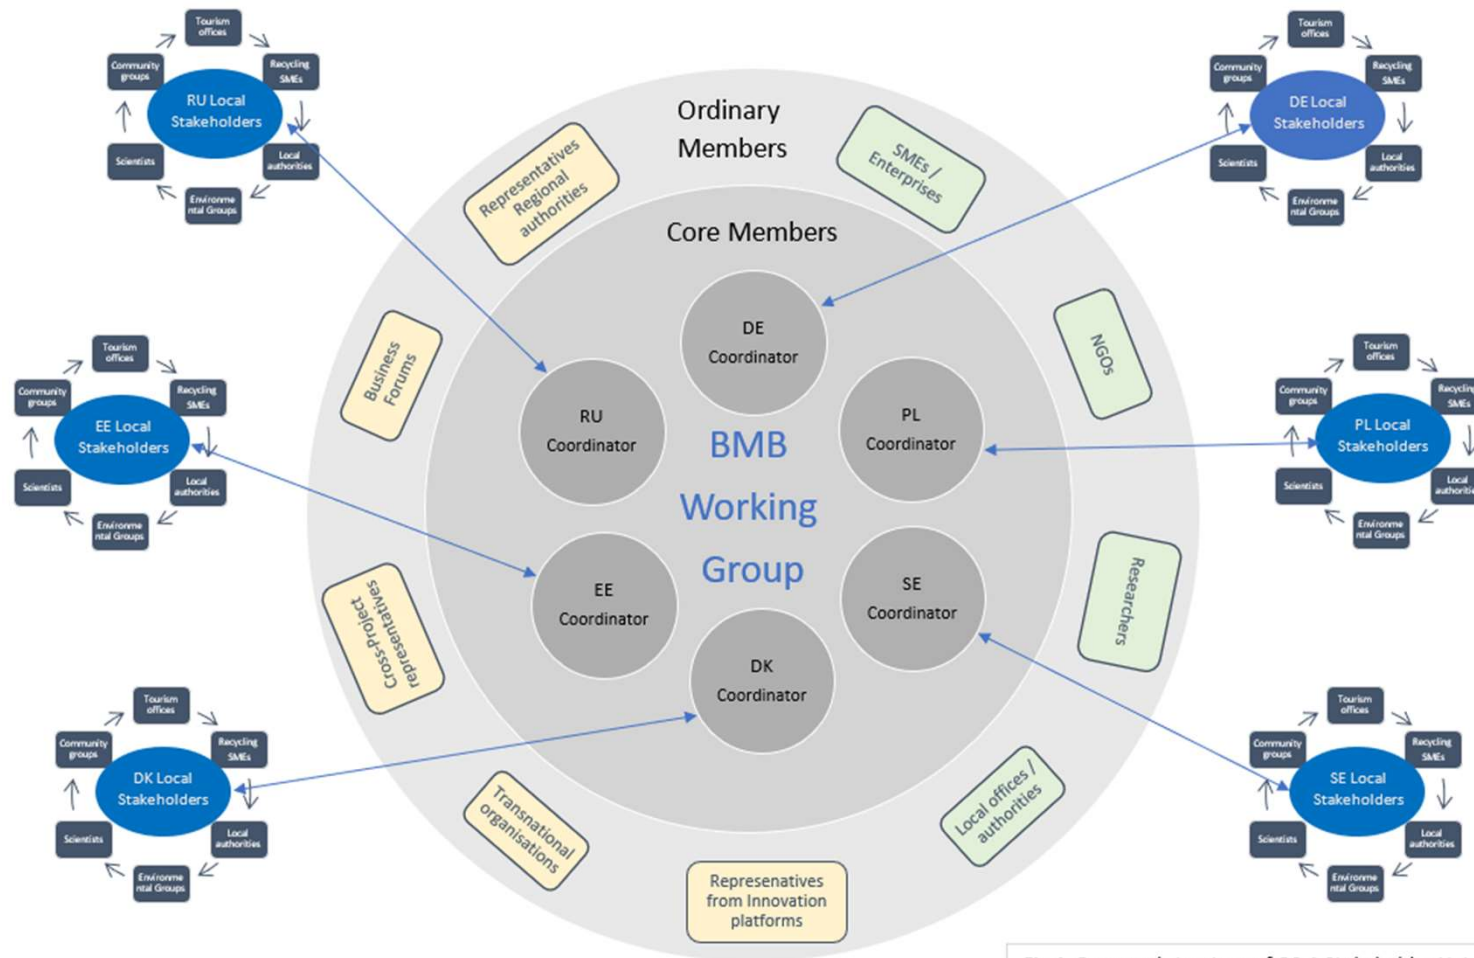 Tourism
offices
Community
groups
Recycling
SMEs
RU Local
Stakeholders
Scientists
Local
authorities
Environme
ntal Groups
Tourism
offices
Community
groups
Recycling
SMEs
DE Local
Stakeholders
Scientists
Local
authorities
Environme
ntal Groups
Ordinary
Members
Representatives
Regional
authorities
SMEs /
Enterprises
Core Members
DE
Coordinator
Business
Forums
NGOs
RU
Coordinator
PL
Coordinator
BMB
Working
Group
Tourism
offices
Community
groups
Recycling
SMEs
EE Local
Stakeholders
Scientists
Local
authorities
Environme
ntal Groups
Tourism
offices
Community
groups
Recycling
SMEs
PL Local
Stakeholders
Scientists
Local
Environme
ntal Groups
EE
Coordinator
SE
Coordinator
DK
Coordinator
Cross-Project
representatives
Researchers
Tourism
offices
Community
groups
Recycling
SMEs
DK Local
Stakeholders
Scientists
Local
authorities
Environme
ntal Groups
Tourism
offices
Community
groups
Recycling
SMEs
SE Local
Stakeholders
Scientists
Local
authorities
Environme
ntal Groups
Transnational
organisations
Local offices /
authorities
Represenatives
from Innovation
platforms